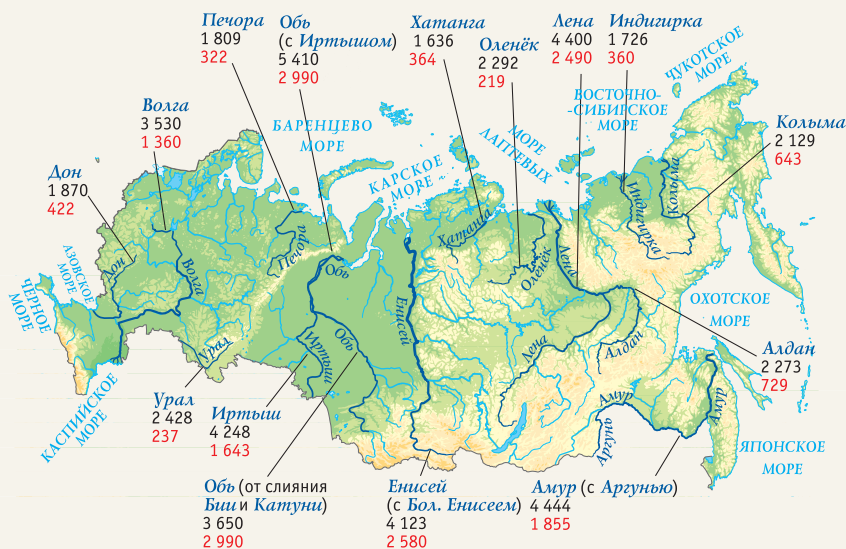 Печора
1 809
322
Обь
(с Иртышом)
5 410
2 990
Хатанга
1 636
364
Оленёк
2 292
219
Лена
4 400
2 490
Индигирка
1 726
360
ЧУКОТСКОЕ
МОРЕ
Волга
3 530
1 360
БАРЕНЦЕВО
МОРЕ
КАРСКОЕ
МОРЕ
МОРЕ
ЛАПТЕВЫХ
ВОСТОЧНО-
-СИБИРСКОЕ
МОРЕ
Колыма
2 129
643
Дон
1 870
422
АЗОВСКОЕ
МОРЕ
ЧЕРНОЕ
МОРЕ
Дон
Волга
Печора
Обь
Енисей
Хатанга
Оленёк
Лена
Индигирка
Колыма
ОХОТСКОЕ
МОРЕ
Урал
Иртыш
Обь
Лена
Алдан
Алдан
2 273
729
КАСПИЙСКОЕ
МОРЕ
Урал
2 428
237
Иртыш
4 248
1 643
Аргунь
Амур
Амур
ЯПОНСКОЕ
МОРЕ
Обь (от слияния
Бии и Катуни)
3 650
2 990
Енисей
(с Бол. Енисеем)
4 123
2 580
Амур (с Аргунью)
4 444
1 855